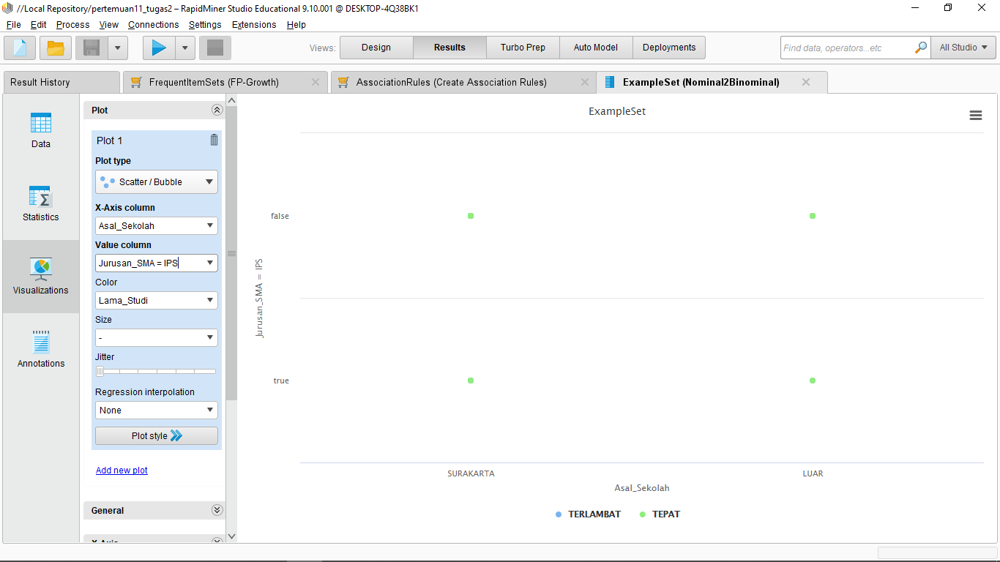 //Local Repository/pertemuan11_tugas2 – RapidMiner Studio Educational 9.10.001 @ DESKTOP-4Q38BK1
File Edit Process View Connections Settings Extensions Help
Views: Design Results Turbo Prep Auto Model Deployments Find data, operators...etc All Studio
Result History FrequentItemSets (FP-Growth) AssociationRules (Create Association Rules) ExampleSet (Nominal2Binominal)
Data
Statistics
Visualizations
Annotations
Plot
Plot 1
Plot type
Scatter / Bubble
X-Axis column
Asal_Sekolah
Value column
Jurusan_SMA = IPS
Color
Lama_Studi
Size
-
Jitter
Regression interpolation
None
Plot style
Add new plot
General
X-Axis
ExampleSet
false
true
Jurusan_SMA = IPS
SURAKARTA LUAR
Asal_Sekolah
TERLAMBAT TEPAT